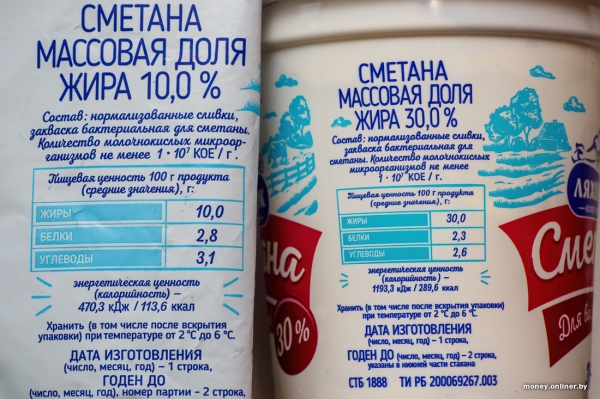 СМЕТАНА
МАССОВАЯ ДОЛЯ
ЖИРА 10,0 %
Состав: нормализованные сливки,
закваска бактериальная для сметаны.
Количество молочнокислых микроор-
ганизмов не менее 1 · 10⁷ КОЕ / г.
Пищевая ценность 100 г продукта
(средние значения), г:
ЖИРЫ 10,0
БЕЛКИ 2,8
УГЛЕВОДЫ 3,1
энергетическая ценность
(калорийность) –
470,3 кДж / 113,6 ккал
Хранить (в том числе после вскрытия
упаковки) при температуре от 2 °С до 6 °С.
ДАТА ИЗГОТОВЛЕНИЯ
(число, месяц, год) – 1 строка,
ГОДЕН ДО
(число, месяц, год), номер партии – 2 строка,
СМЕТАНА
МАССОВАЯ ДОЛЯ
ЖИРА 30,0 %
Состав: нормализованные сливки,
закваска бактериальная для
сметаны. Количество молочнокислых
микроорганизмов не менее
1 · 10⁷ КОЕ / г.
Пищевая ценность 100 г продукта
(средние значения), г:
ЖИРЫ 30,0
БЕЛКИ 2,3
УГЛЕВОДЫ 2,6
энергетическая ценность
(калорийность) –
1193,3 кДж / 289,6 ккал
Хранить (в том числе после вскрытия упаковки)
при температуре от 2 °С до 6 °С.
ДАТА ИЗГОТОВЛЕНИЯ
(число, месяц, год) – 1 строка,
ГОДЕН ДО (число, месяц, год) – 2 строка,
указаны в нижней части стакана
СТБ 1888 ТИ РБ 200069267.003
на
30%
ЛЯХ
Сме
Для
money.onliner.by